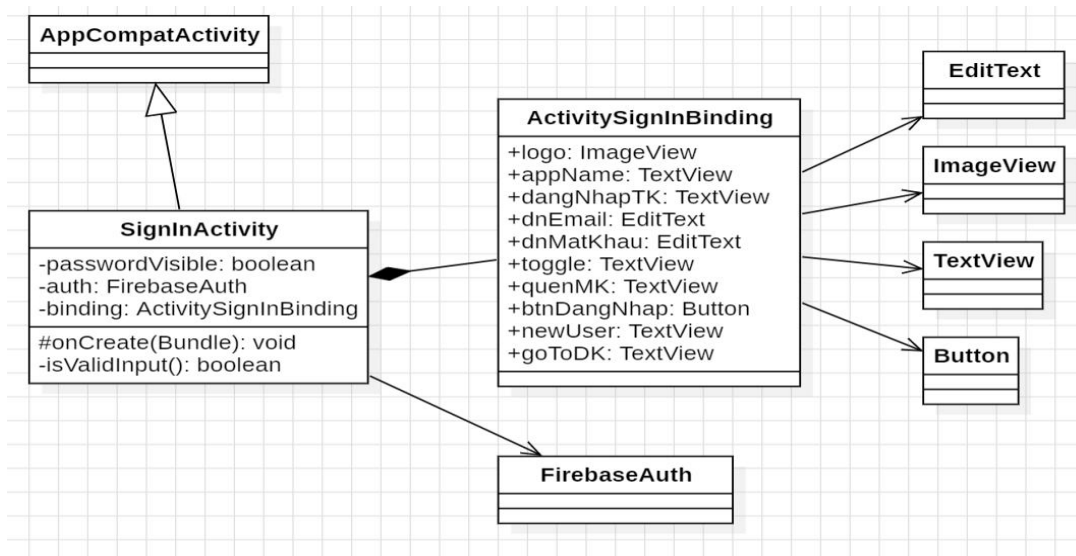 AppCompatActivity
SignInActivity
-passwordVisible: boolean
-auth: FirebaseAuth
-binding: ActivitySignInBinding
#onCreate(Bundle): void
-isValidInput(): boolean
ActivitySignInBinding
+logo: ImageView
+appName: TextView
+dangNhapTK: TextView
+dnEmail: EditText
+dnMatKhau: EditText
+toggle: TextView
+quenMK: TextView
+btnDangNhap: Button
+newUser: TextView
+goToDK: TextView
EditText
ImageView
TextView
Button
FirebaseAuth